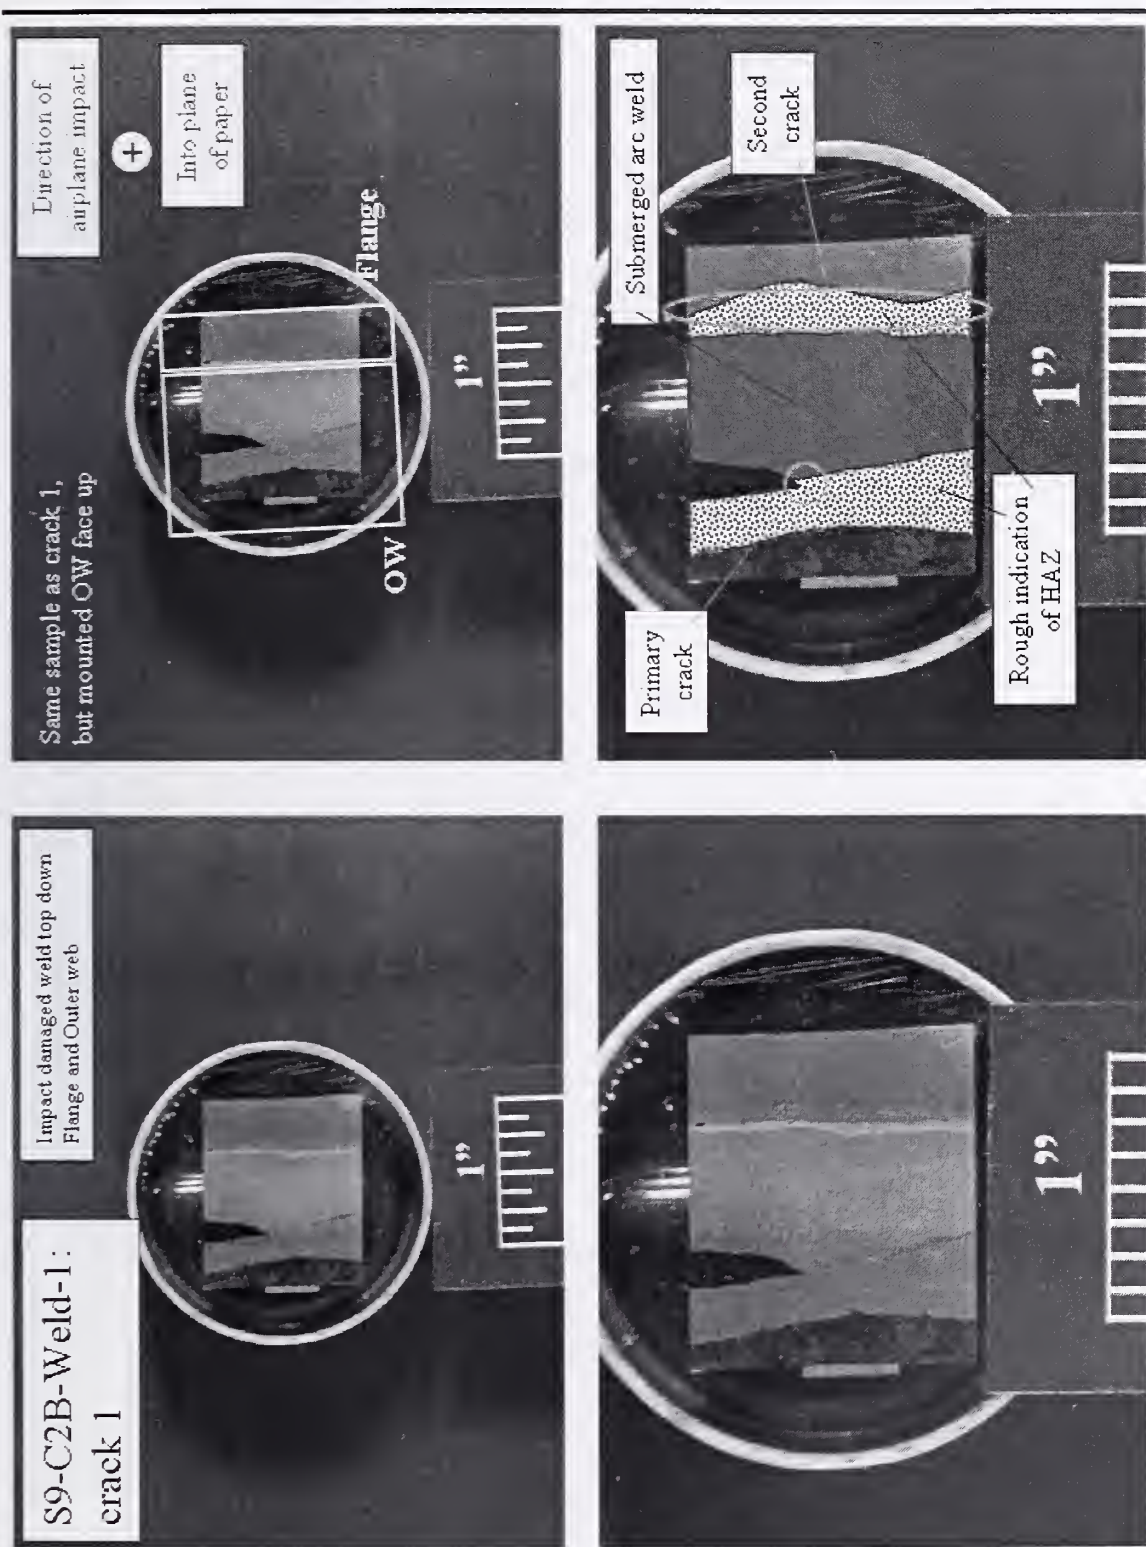 S9-C2B-Weld-1:
crack 1
Impact damaged weld top down
Flange and Outer web
1”
Same sample as crack 1,
but mounted OW face up
Direction of
airplane impact
+
Into plane
of paper
Flange
OW
1”
1”
Primary
crack
Submerged arc weld
Second
crack
Rough indication
of HAZ
1”